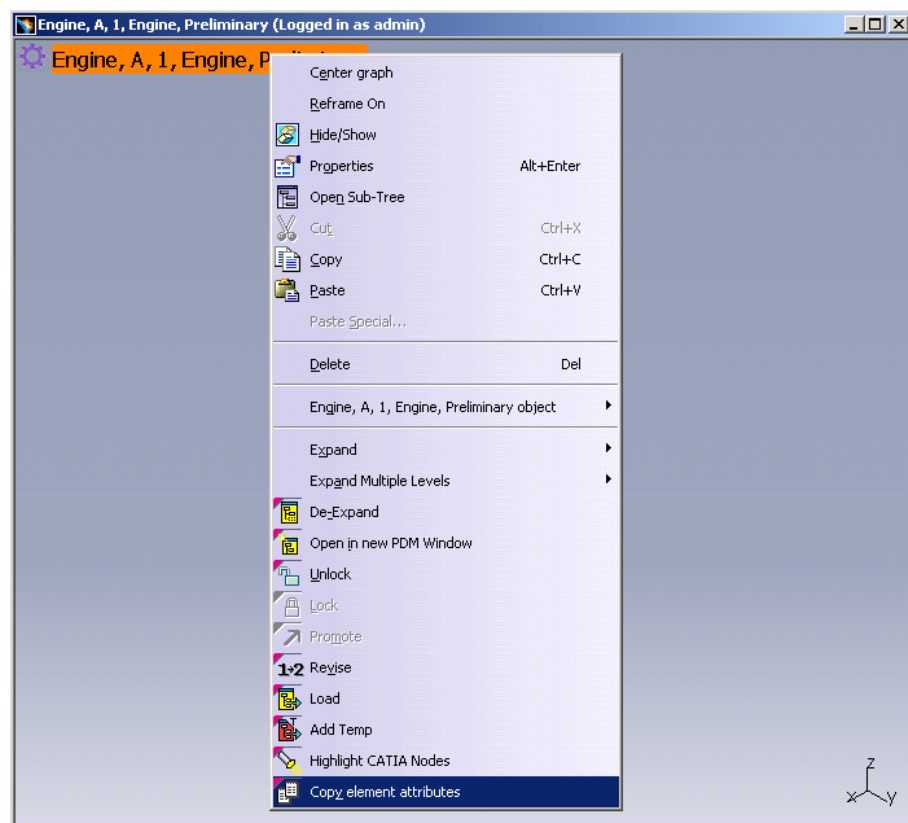 Engine, A, 1, Engine, Preliminary (Logged in as admin)
Engine, A, 1, Engine, P
Center graph
Reframe On
Hide/Show
Properties Alt+Enter
Open Sub-Tree
Cut Ctrl+X
Copy Ctrl+C
Paste Ctrl+V
Paste Special...
Delete Del
Engine, A, 1, Engine, Preliminary object
Expand
Expand Multiple Levels
De-Expand
Open in new PDM Window
Unlock
Lock
Promote
1→2 Revise
Load
T Add Temp
Highlight CATIA Nodes
Copy element attributes
z
x y